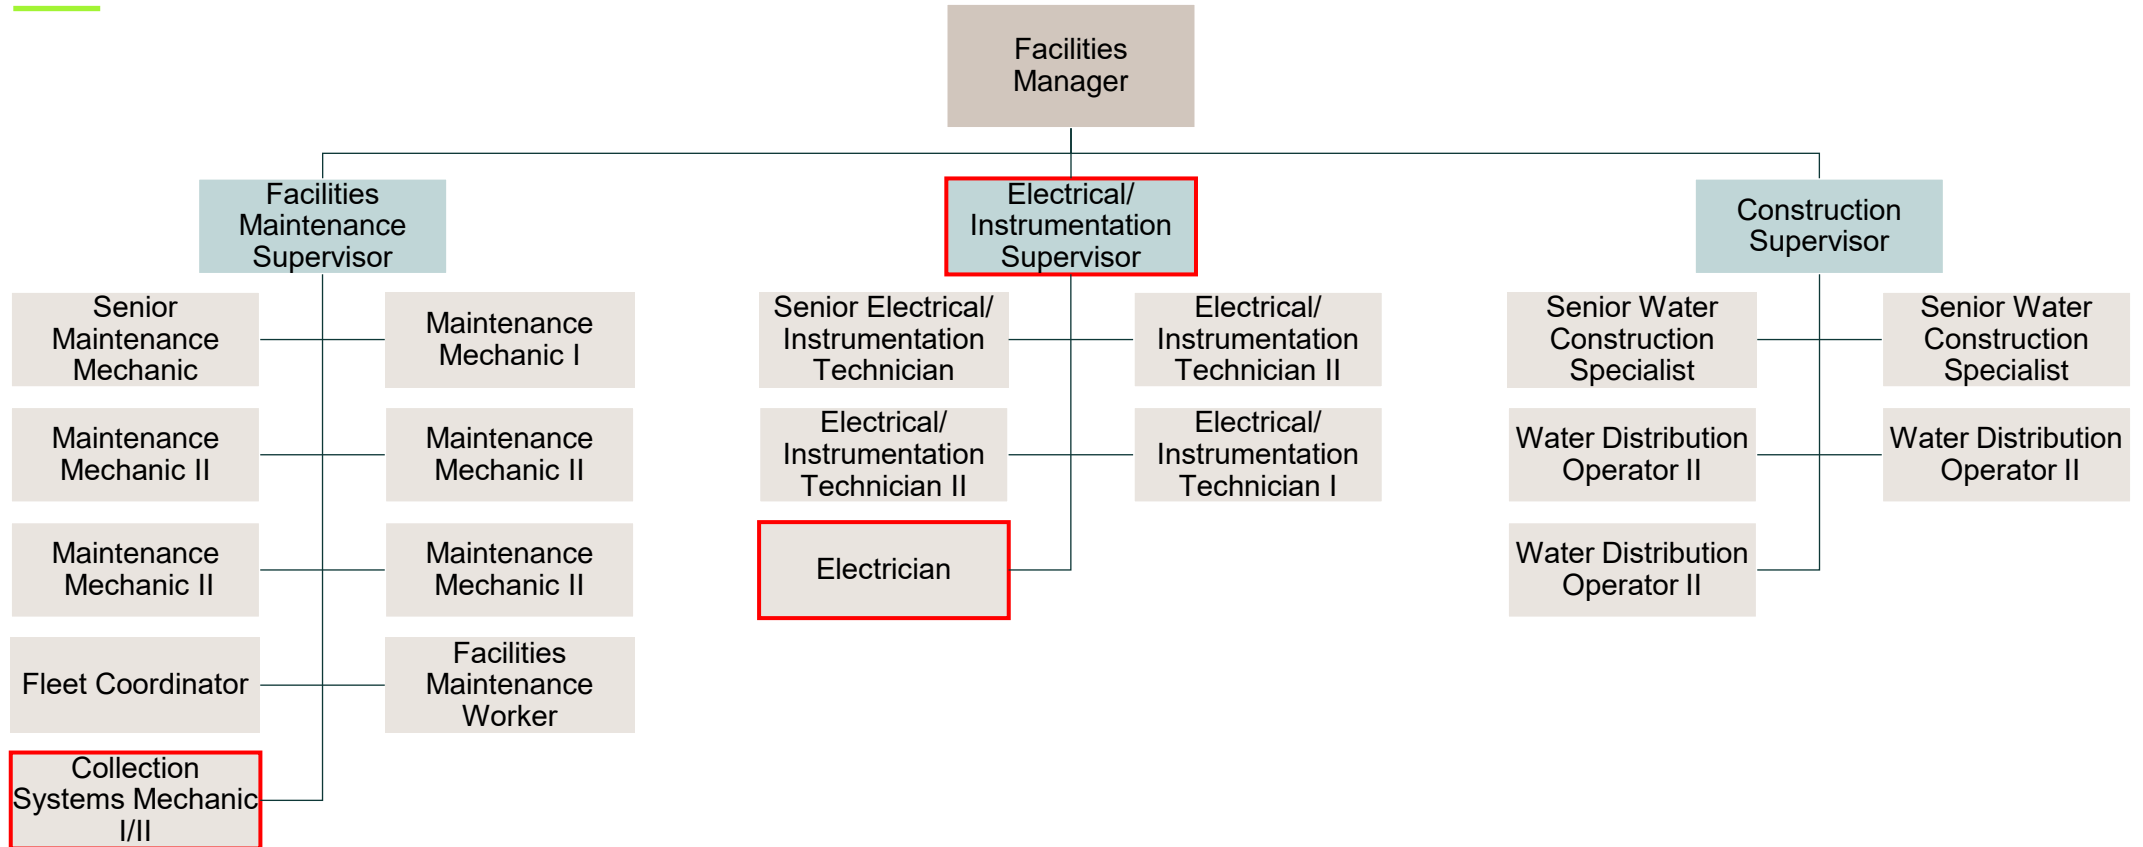 Facilities
Manager
Facilities
Maintenance
Supervisor
Electrical/
Instrumentation
Supervisor
Construction
Supervisor
Senior
Maintenance
Mechanic
Maintenance
Mechanic I
Maintenance
Mechanic II
Maintenance
Mechanic II
Maintenance
Mechanic II
Maintenance
Mechanic II
Fleet Coordinator
Facilities
Maintenance
Worker
Collection
Systems Mechanic
I/II
Senior Electrical/
Instrumentation
Technician
Electrical/
Instrumentation
Technician II
Electrical/
Instrumentation
Technician II
Electrical/
Instrumentation
Technician I
Electrician
Senior Water
Construction
Specialist
Senior Water
Construction
Specialist
Water Distribution
Operator II
Water Distribution
Operator II
Water Distribution
Operator II